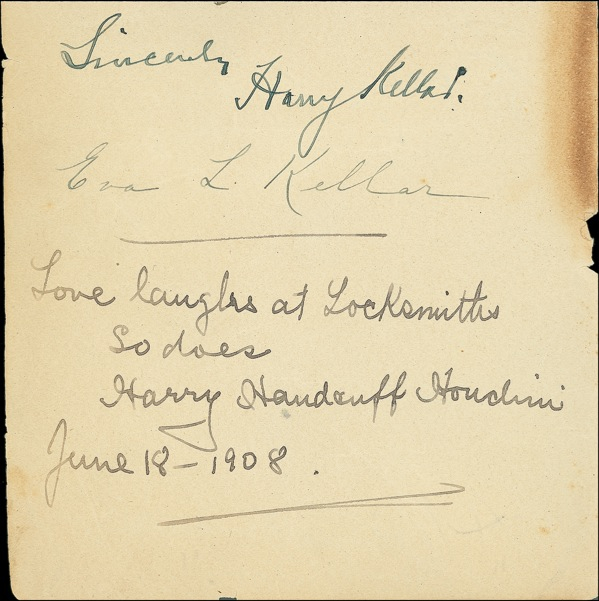 Sincerely
Harry Kellar.
Eva L. Kellar
Love laughs at Locksmiths
So does
Harry Handcuff Houdini
June 18 – 1908.